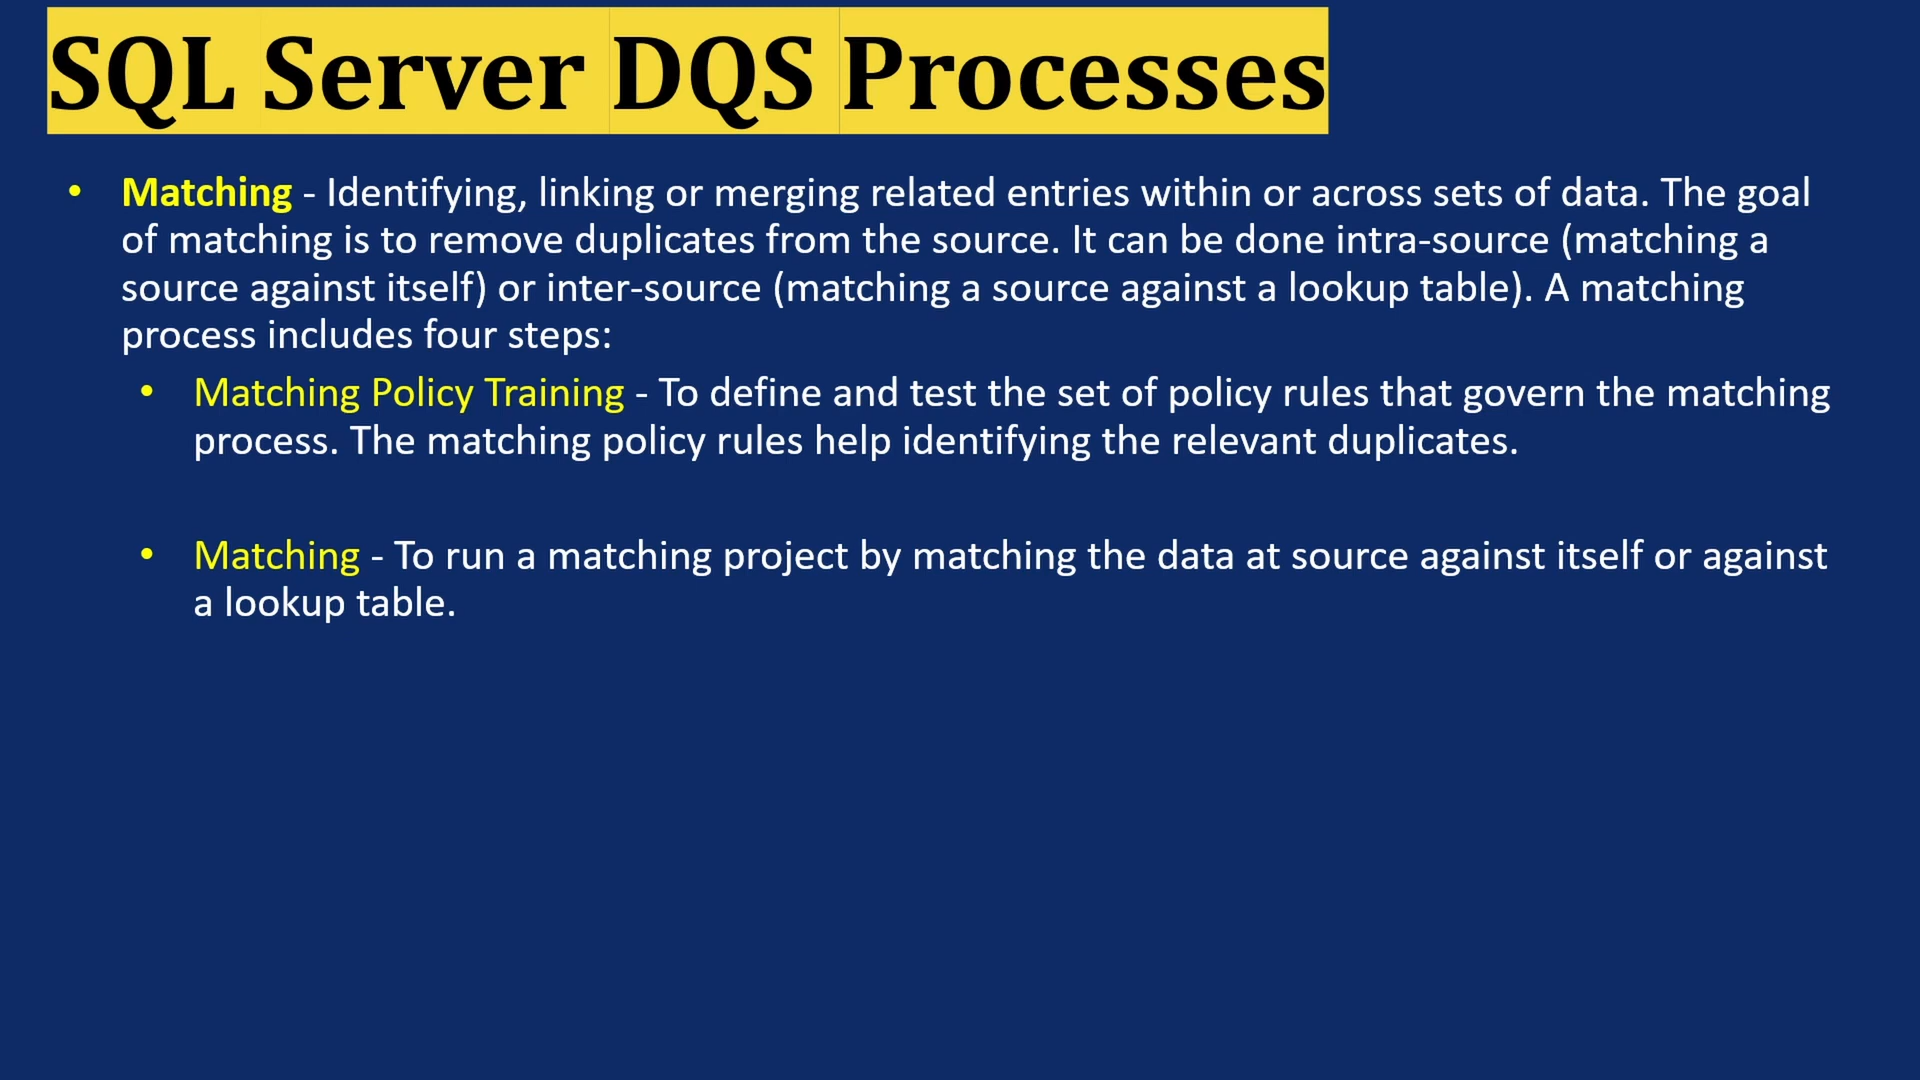 SQL Server DQS Processes
• Matching - Identifying, linking or merging related entries within or across sets of data. The goal
of matching is to remove duplicates from the source. It can be done intra-source (matching a
source against itself) or inter-source (matching a source against a lookup table). A matching
process includes four steps:
• Matching Policy Training - To define and test the set of policy rules that govern the matching
process. The matching policy rules help identifying the relevant duplicates.
• Matching - To run a matching project by matching the data at source against itself or against
a lookup table.